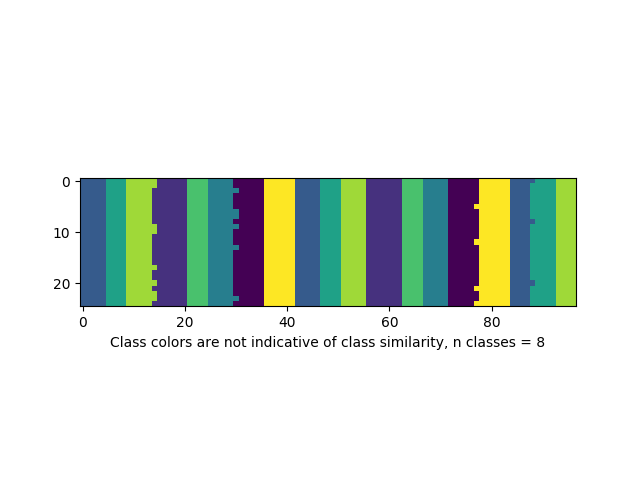 0
10
20
0 20 40 60 80
Class colors are not indicative of class similarity, n classes = 8